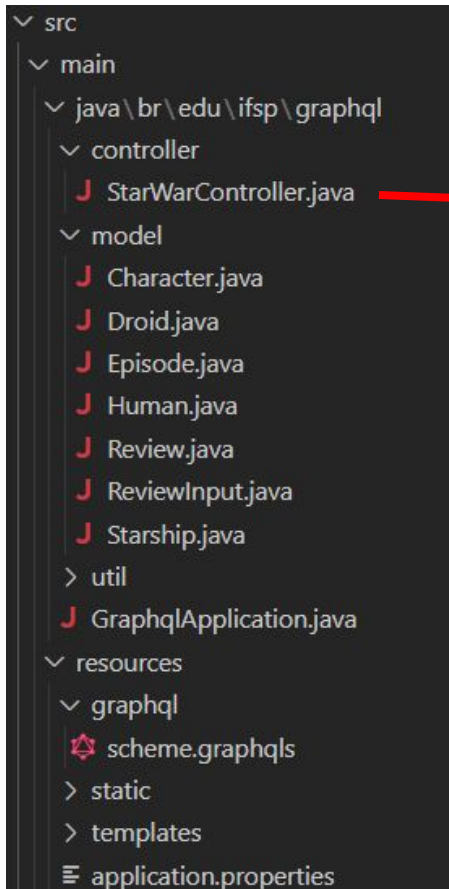 src
main
java\br\edu\ifsp\graphql
controller
J StarWarController.java
model
J Character.java
J Droid.java
J Episode.java
J Human.java
J Review.java
J ReviewInput.java
J Starship.java
util
J GraphqlApplication.java
resources
graphql
scheme.graphqls
static
templates
application.properties